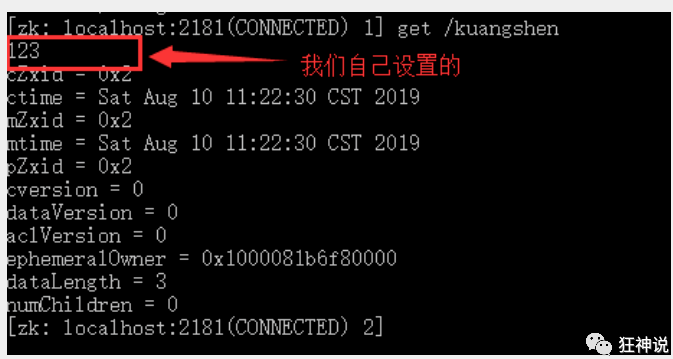 [zk: localhost:2181(CONNECTED) 1] get /kuangshen
123
我们自己设置的
cZxid = 0x2
ctime = Sat Aug 10 11:22:30 CST 2019
mZxid = 0x2
mtime = Sat Aug 10 11:22:30 CST 2019
pZxid = 0x2
cversion = 0
dataVersion = 0
aclVersion = 0
ephemeralOwner = 0x1000081b6f80000
dataLength = 3
numChildren = 0
[zk: localhost:2181(CONNECTED) 2]
狂神说